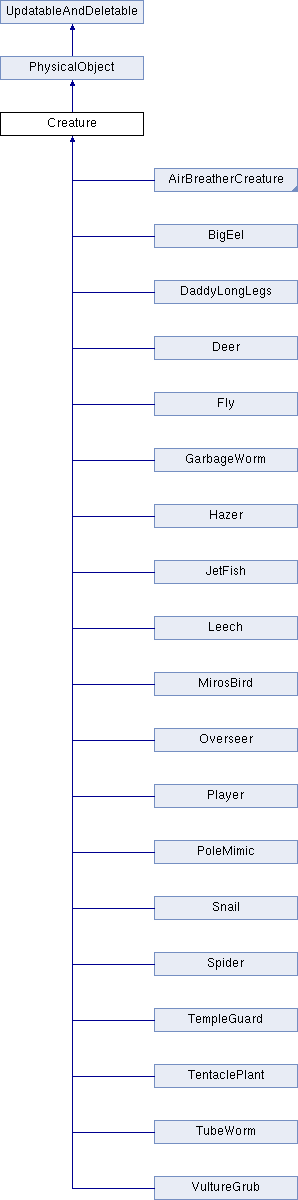 UpdatableAndDeletable
PhysicalObject
Creature
AirBreatherCreature
BigEel
DaddyLongLegs
Deer
Fly
GarbageWorm
Hazer
JetFish
Leech
MirosBird
Overseer
Player
PoleMimic
Snail
Spider
TempleGuard
TentaclePlant
TubeWorm
VultureGrub